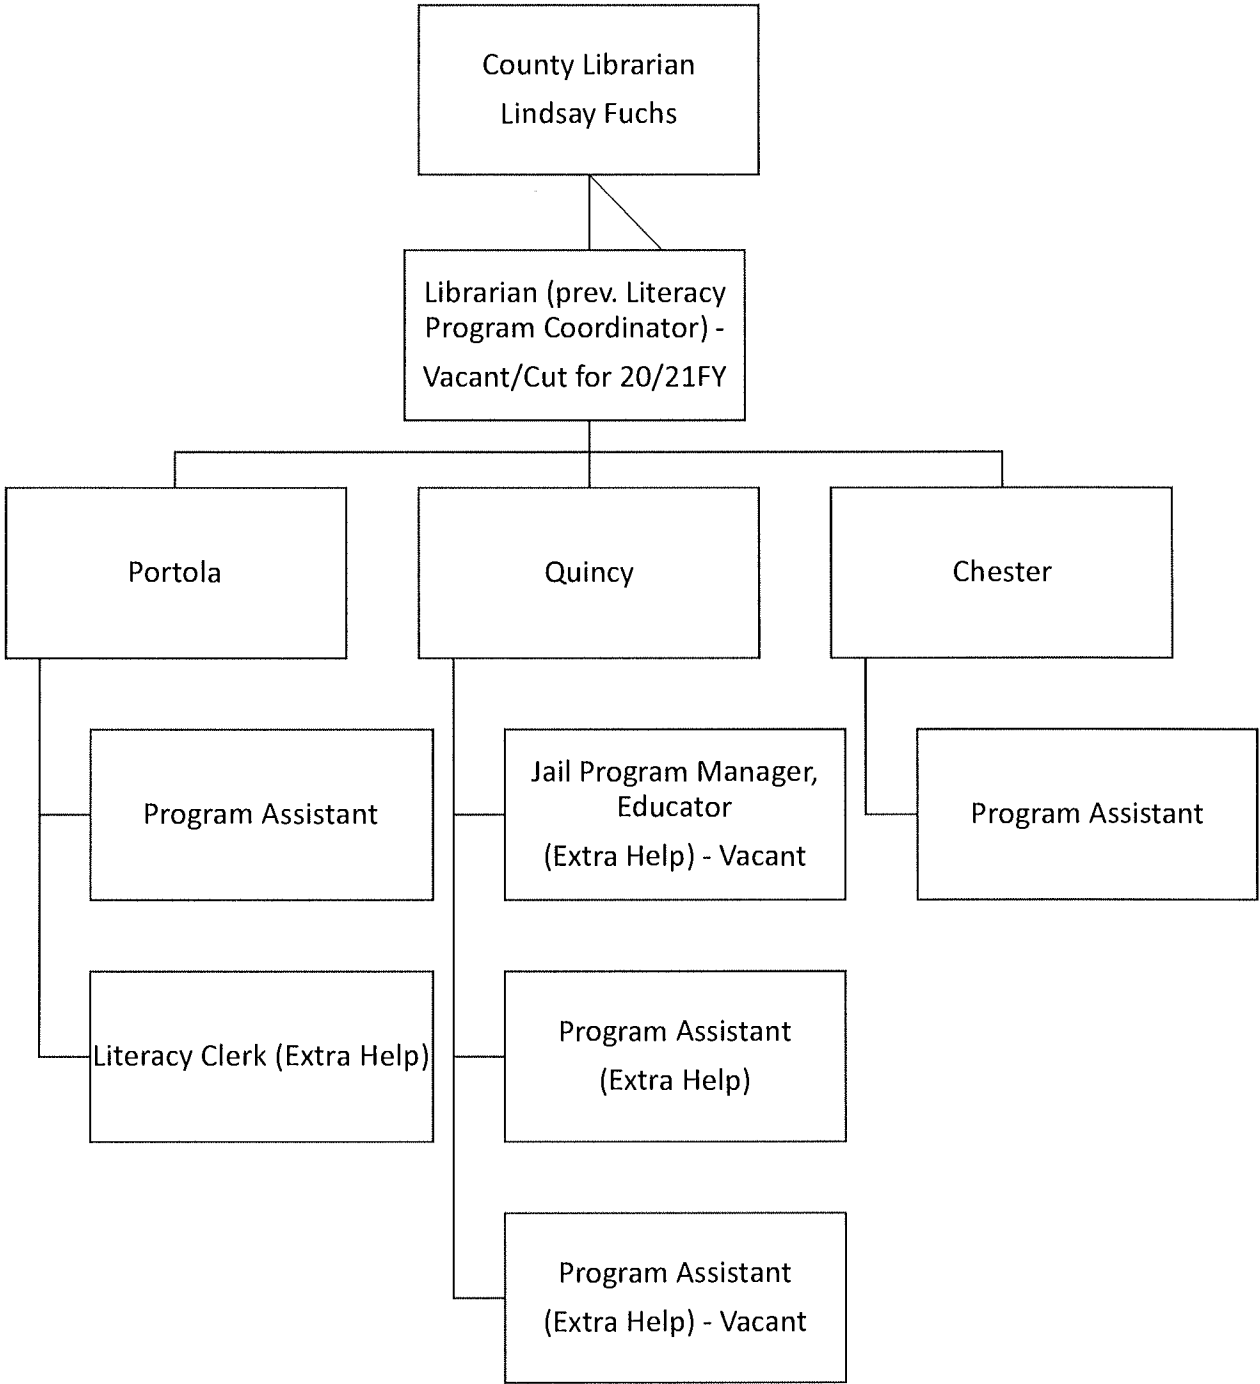 County Librarian
Lindsay Fuchs
Librarian (prev. Literacy
Program Coordinator) -
Vacant/Cut for 20/21FY
Portola
Quincy
Chester
Program Assistant
Jail Program Manager,
Educator
(Extra Help) - Vacant
Program Assistant
Literacy Clerk (Extra Help)
Program Assistant
(Extra Help)
Program Assistant
(Extra Help) - Vacant